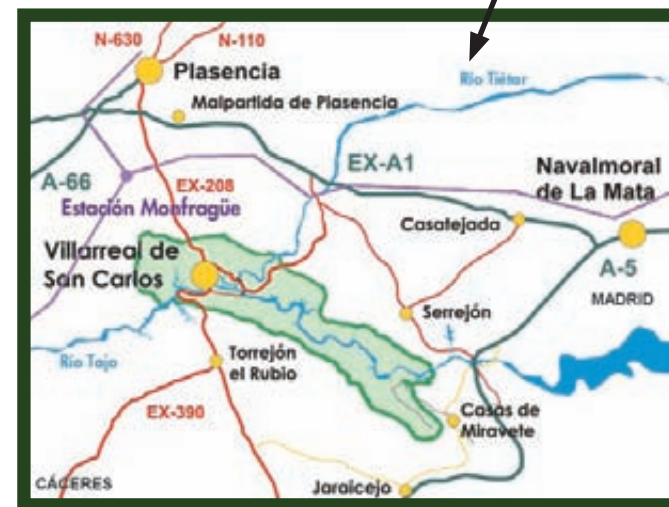 N-630
N-110
Plasencia
Río Tiétar
Malpartida de Plasencia
EX-A1
Navalmoral
de La Mata
A-66
EX-208
Estación Monfragüe
Casatejada
Villarreal de
San Carlos
A-5
MADRID
Serrejón
Río Tajo
Torrejón
el Rubio
EX-390
Casas de
Miravete
CÁCERES
Jaraicejo